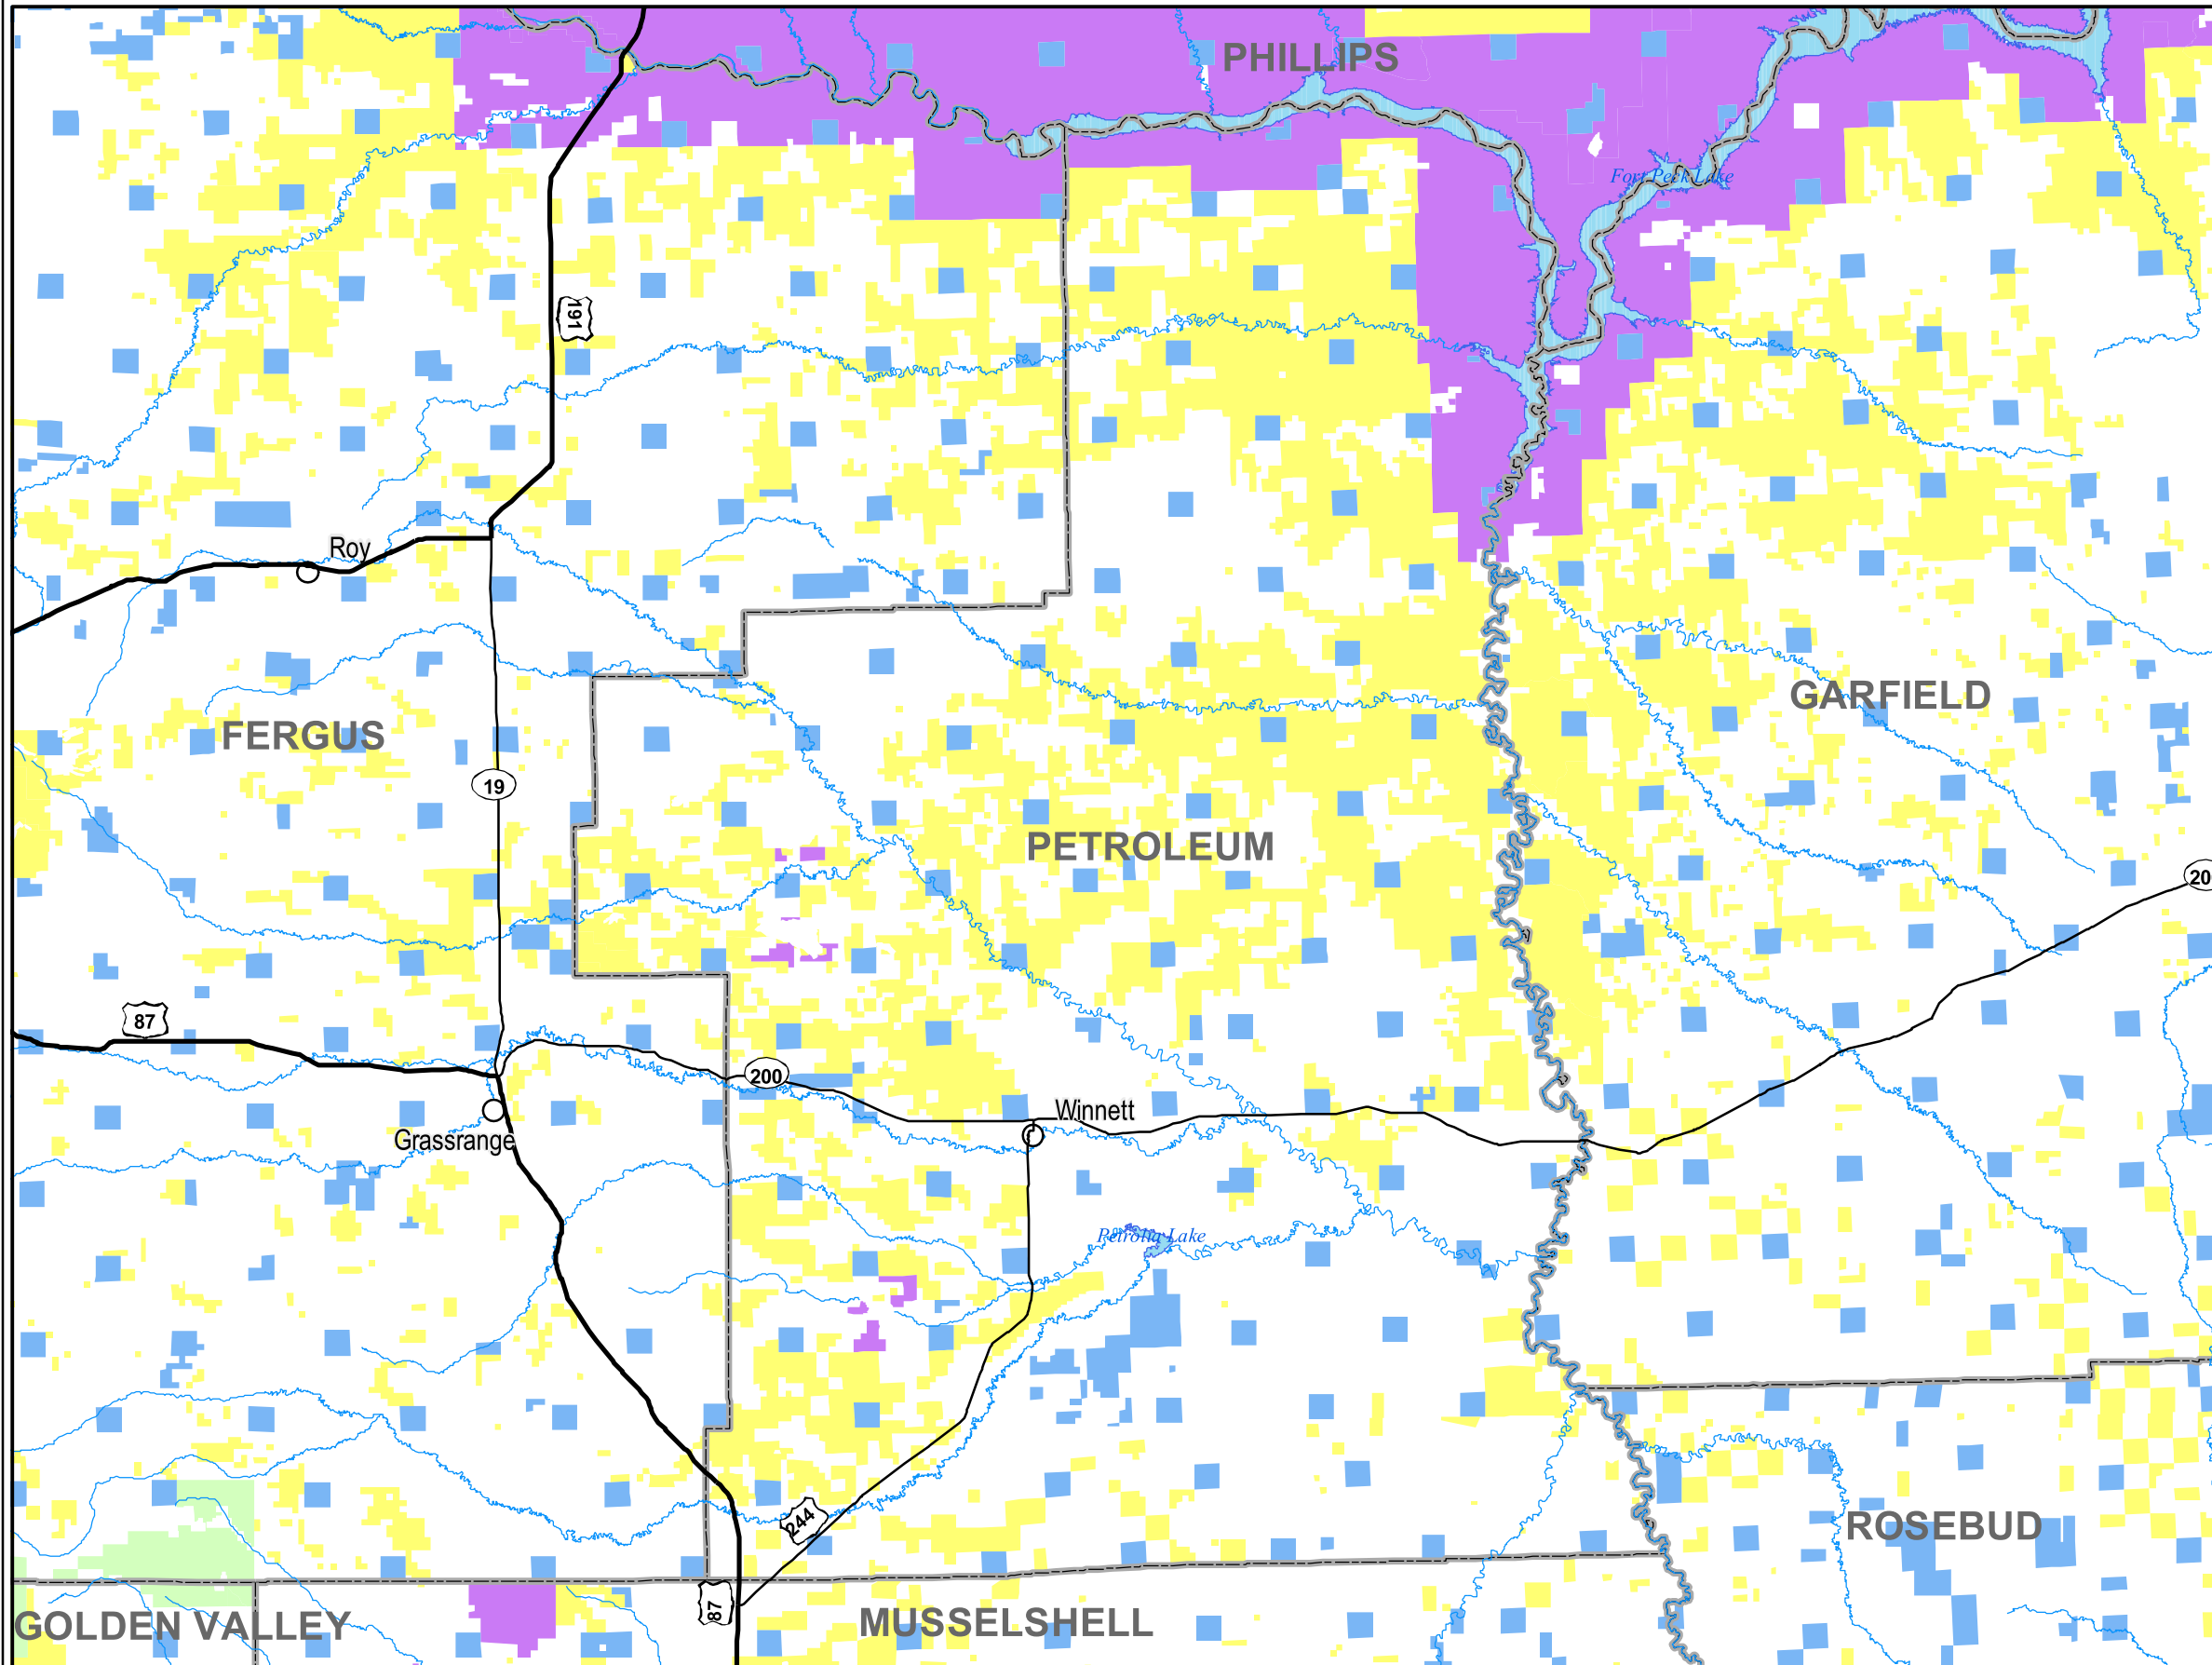 PHILLIPS
Fort Peck Lake
191
Roy
GARFIELD
FERGUS
19
PETROLEUM
20
87
200
Winnett
Grassrange
Petrolia Lake
244
ROSEBUD
87
GOLDEN VALLEY
MUSSELSHELL